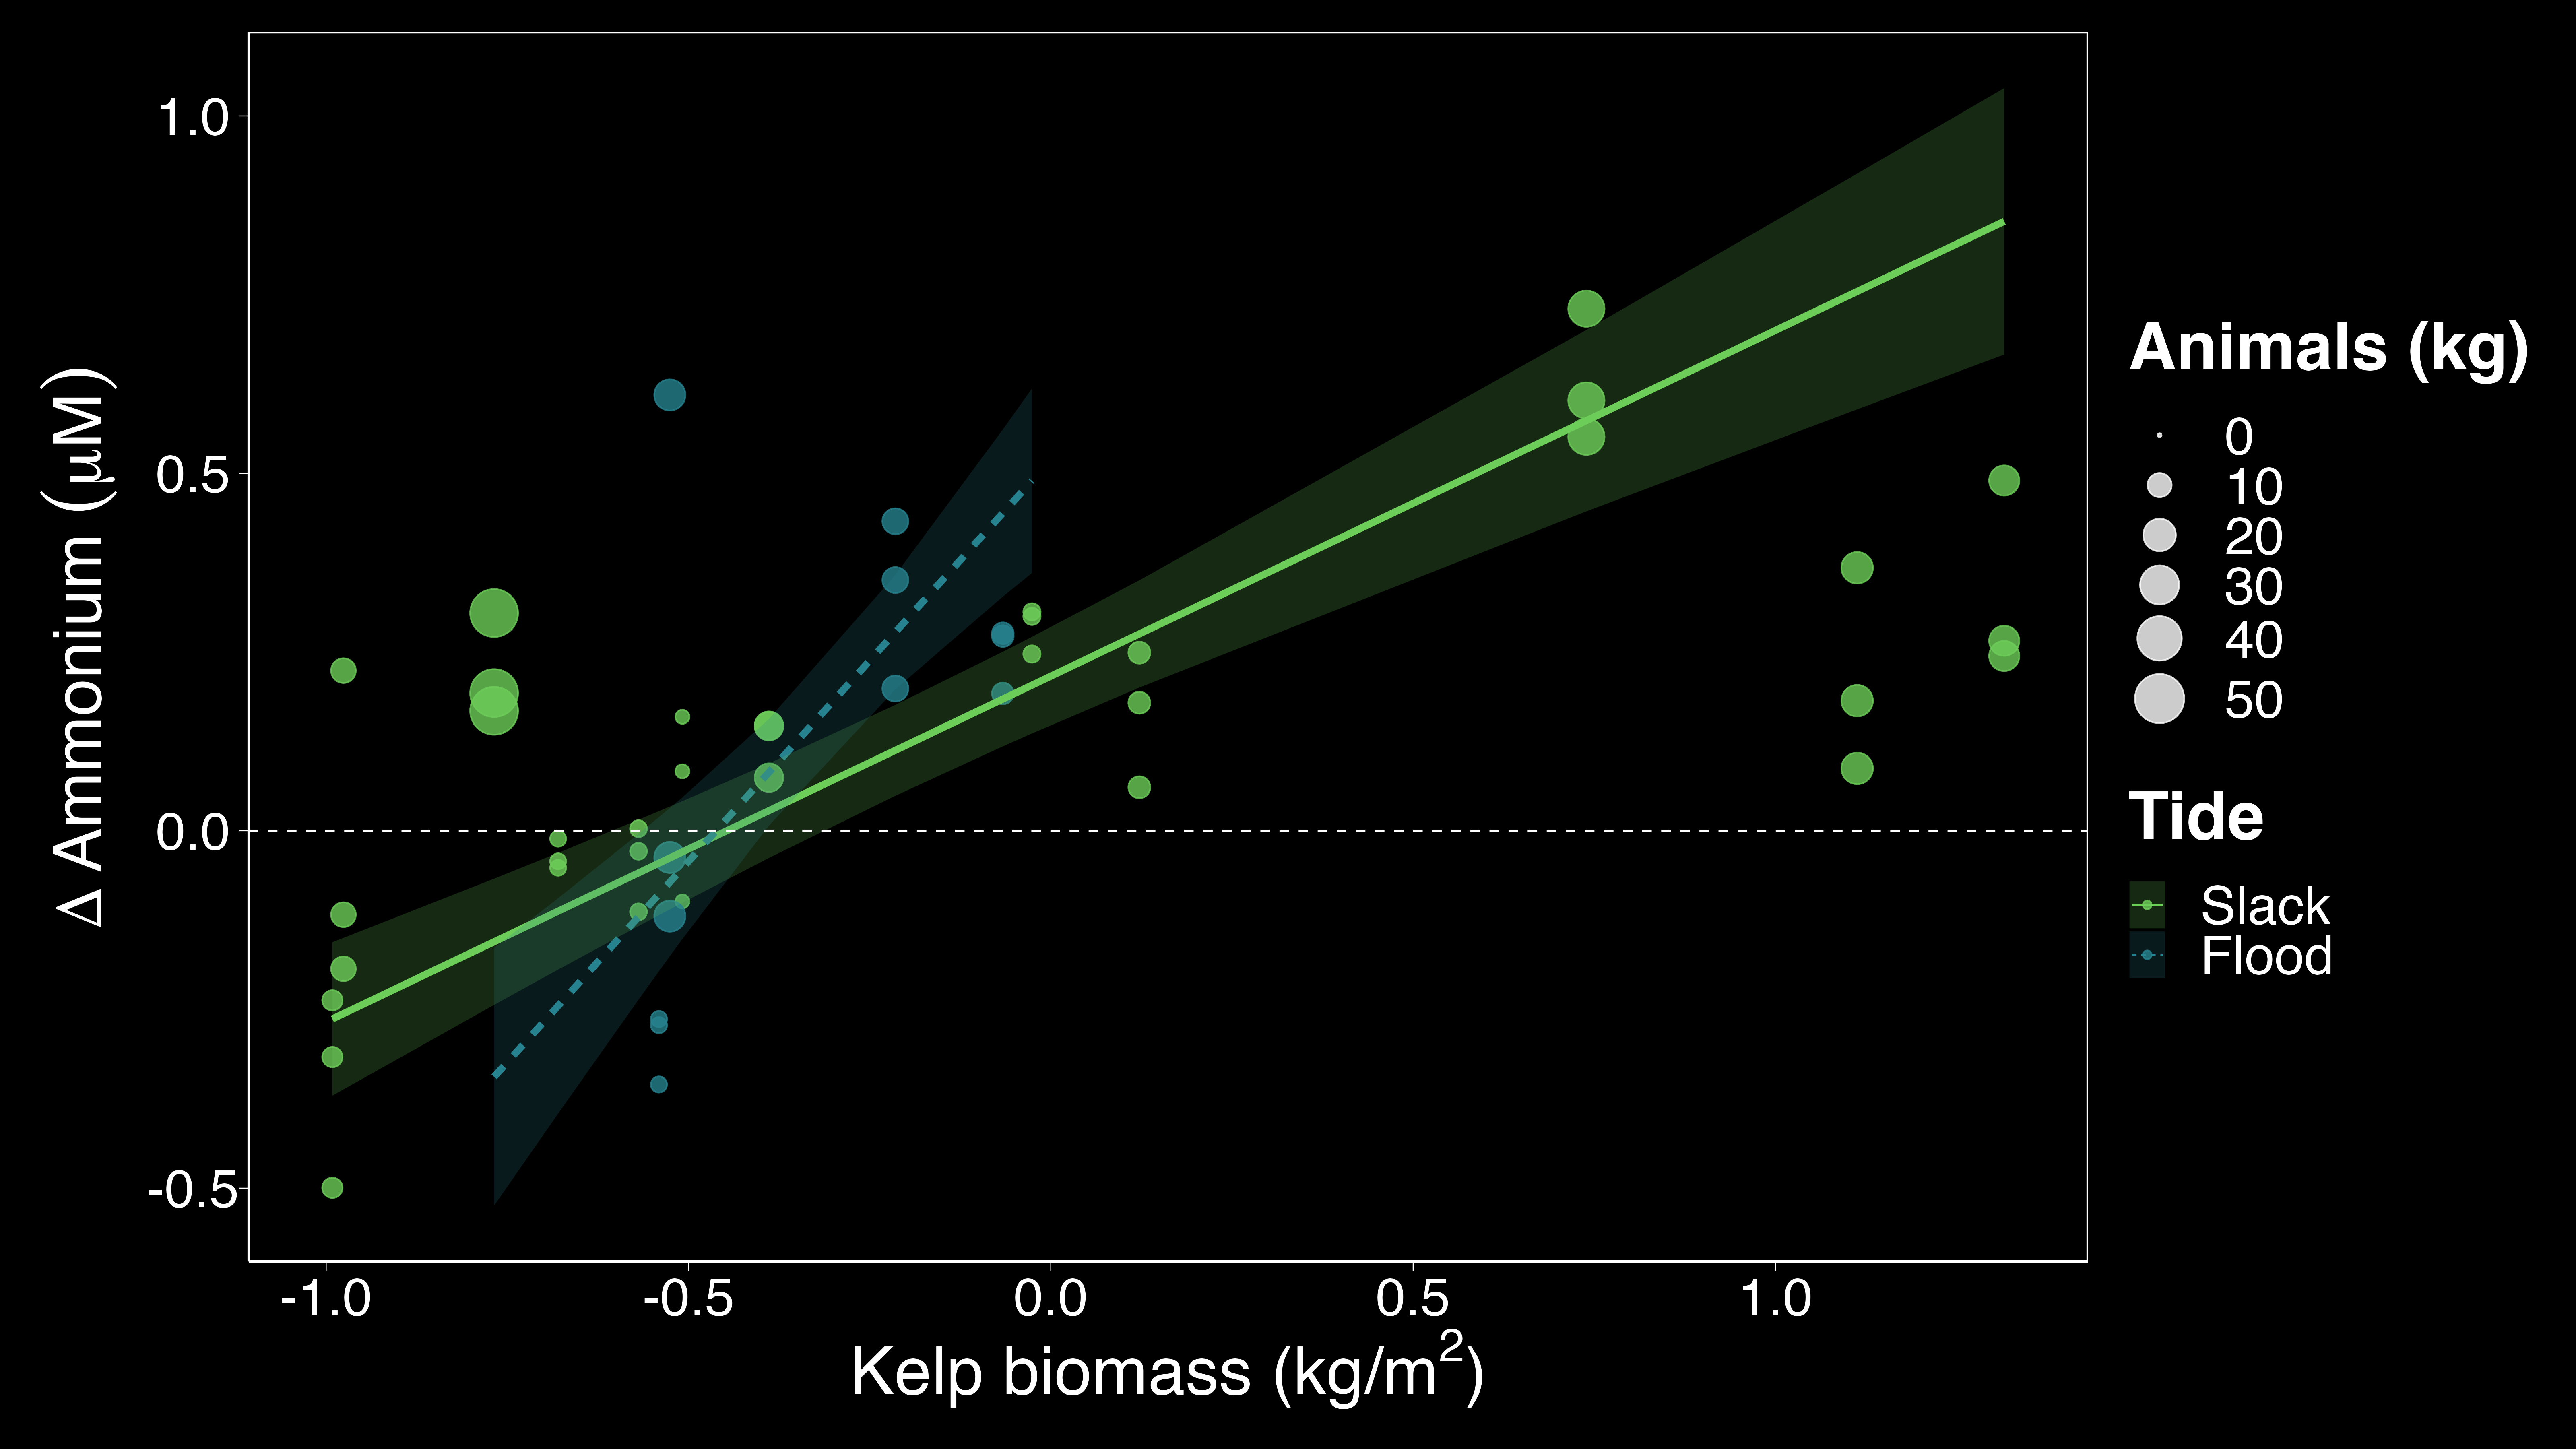 1.0
0.5
0.0
-0.5
Δ Ammonium (μM)
-1.0 -0.5 0.0 0.5 1.0
Kelp biomass (kg/m²)
Animals (kg)
0
10
20
30
40
50
Tide
Slack
Flood